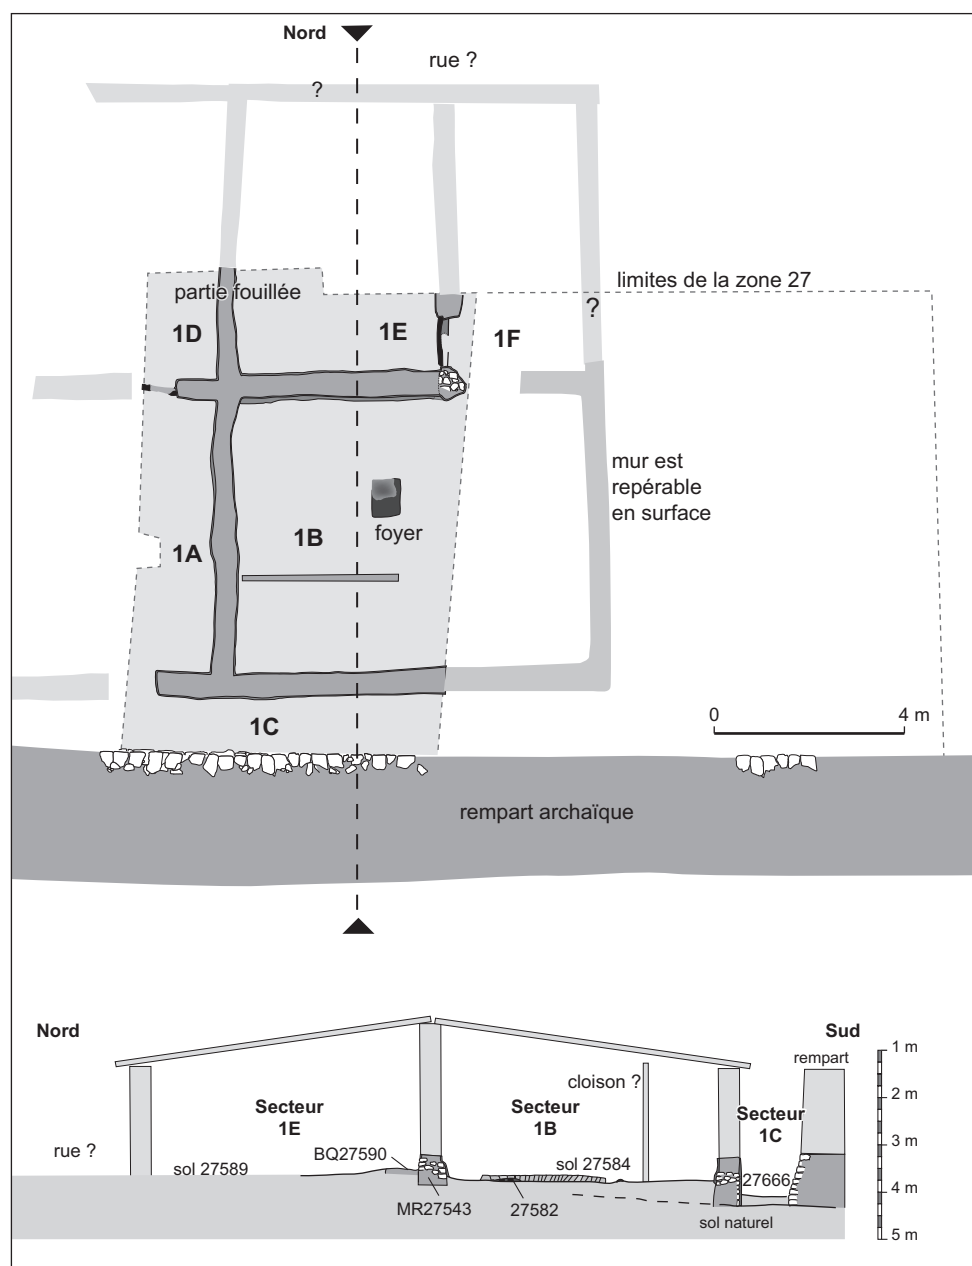 Nord
rue ?
?
limites de la zone 27
partie fouillée
?
1D
1E
1F
mur est
repérable
en surface
foyer
1B
1A
0 4 m
1C
rempart archaïque
Nord
Sud
1 m
rempart
cloison ?
2 m
Secteur
1E
Secteur
1B
Secteur
1C
3 m
rue ?
BQ27590
sol 27589
sol 27584
27666
4 m
MR27543
27582
sol naturel
5 m